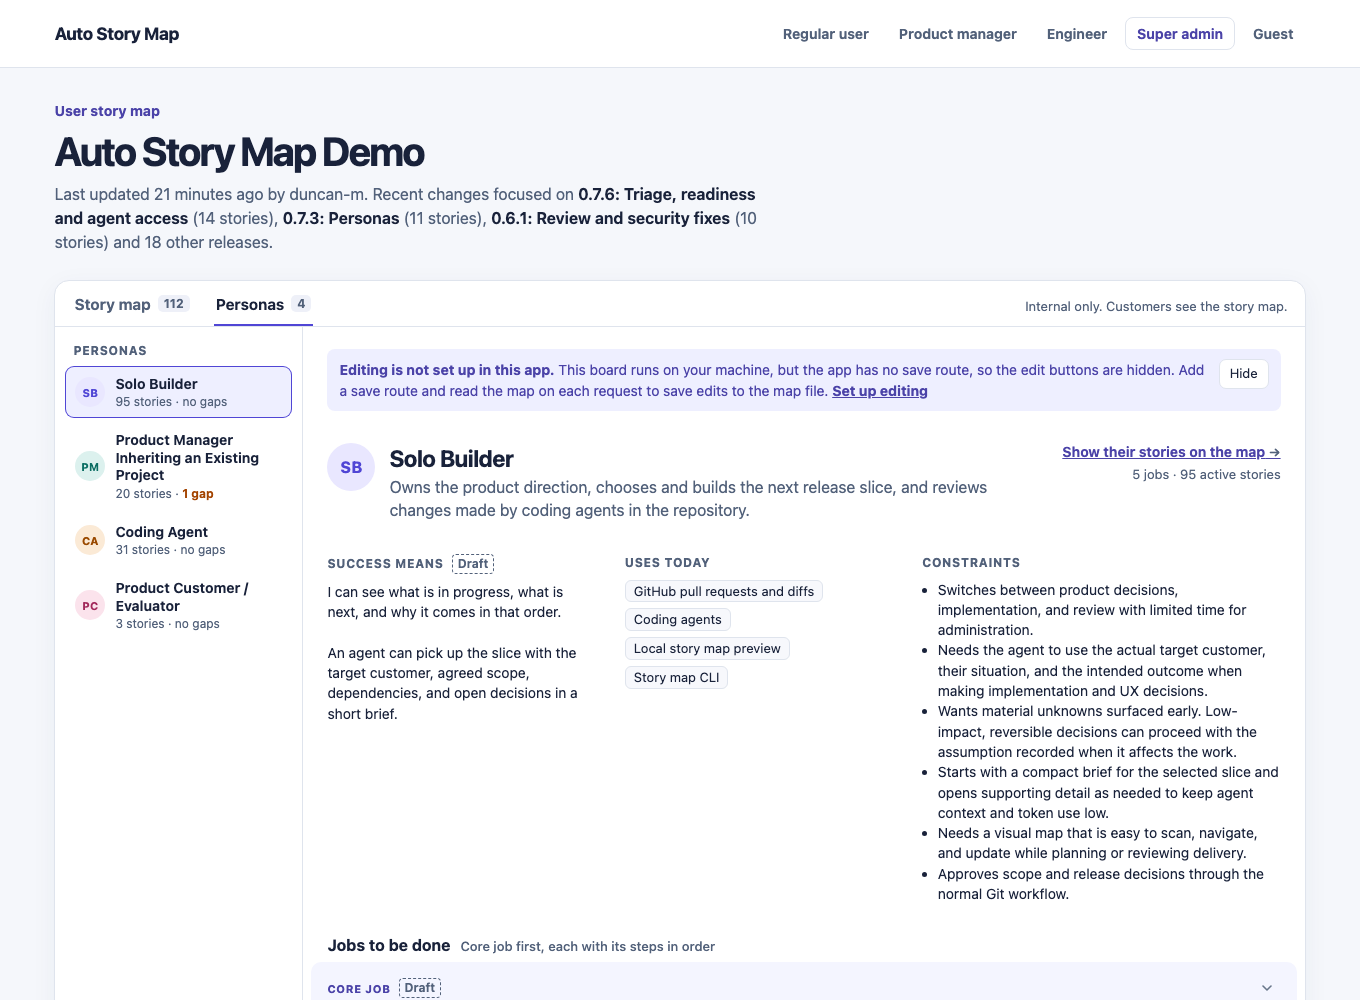 Auto Story Map
Regular user
Product manager
Engineer
Super admin
Guest
User story map
Auto Story Map Demo
Last updated 21 minutes ago by duncan-m. Recent changes focused on 0.7.6: Triage, readiness
and agent access (14 stories), 0.7.3: Personas (11 stories), 0.6.1: Review and security fixes (10
stories) and 18 other releases.
Story map 112
Personas 4
Internal only. Customers see the story map.
PERSONAS
SB
Solo Builder
95 stories · no gaps
PM
Product Manager
Inheriting an Existing
Project
20 stories · 1 gap
CA
Coding Agent
31 stories · no gaps
PC
Product Customer /
Evaluator
3 stories · no gaps
Editing is not set up in this app. This board runs on your machine, but the app has no save route, so the edit buttons are hidden. Add
a save route and read the map on each request to save edits to the map file. Set up editing
Hide
SB
Solo Builder
Owns the product direction, chooses and builds the next release slice, and reviews
changes made by coding agents in the repository.
Show their stories on the map →
5 jobs · 95 active stories
SUCCESS MEANS Draft
I can see what is in progress, what is
next, and why it comes in that order.
An agent can pick up the slice with the
target customer, agreed scope,
dependencies, and open decisions in a
short brief.
USES TODAY
GitHub pull requests and diffs
Coding agents
Local story map preview
Story map CLI
CONSTRAINTS
• Switches between product decisions,
implementation, and review with limited time for
administration.
• Needs the agent to use the actual target customer,
their situation, and the intended outcome when
making implementation and UX decisions.
• Wants material unknowns surfaced early. Low-
impact, reversible decisions can proceed with the
assumption recorded when it affects the work.
• Starts with a compact brief for the selected slice and
opens supporting detail as needed to keep agent
context and token use low.
• Needs a visual map that is easy to scan, navigate,
and update while planning or reviewing delivery.
• Approves scope and release decisions through the
normal Git workflow.
Jobs to be done Core job first, each with its steps in order
CORE JOB Draft